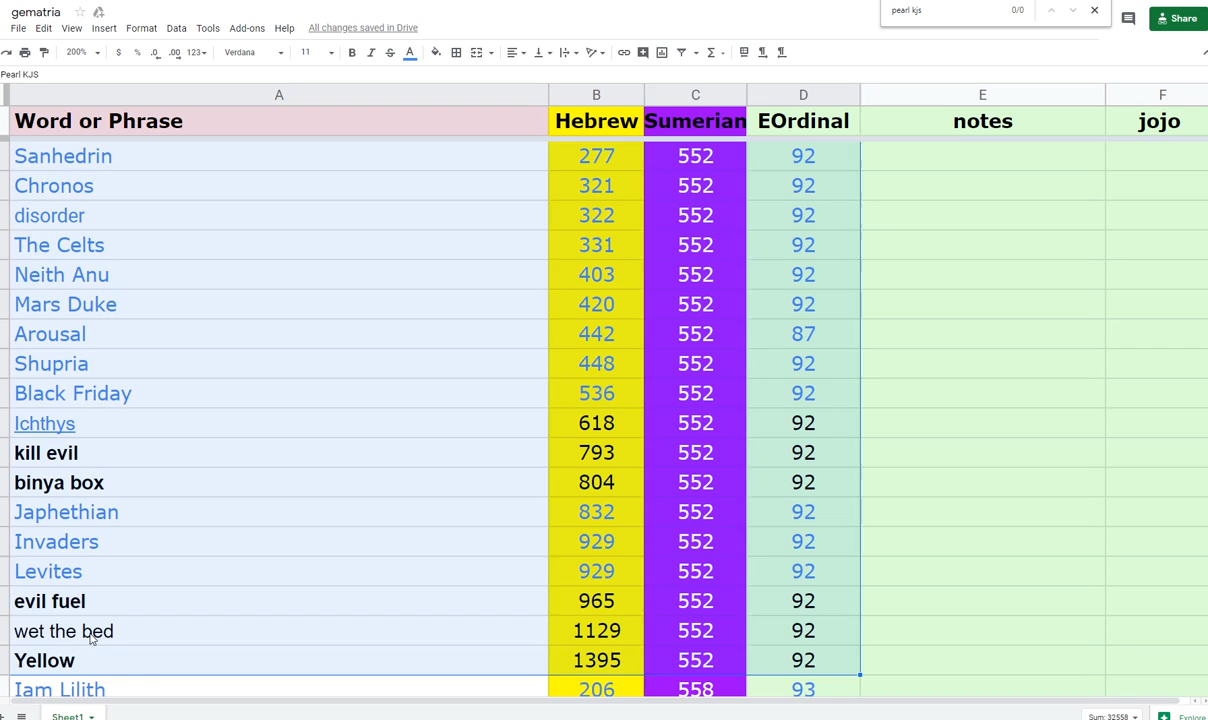 gematria
pearl kjs 0/0
Share
File Edit View Insert Format Data Tools Add-ons Help All changes saved in Drive
200% $ % .0 .00 123 Verdana 11 B I S A
Pearl KJS
A B C D E F
Word or Phrase Hebrew Sumerian EOrdinal notes jojo
Sanhedrin 277 552 92
Chronos 321 552 92
disorder 322 552 92
The Celts 331 552 92
Neith Anu 403 552 92
Mars Duke 420 552 92
Arousal 442 552 87
Shupria 448 552 92
Black Friday 536 552 92
Ichthys 618 552 92
kill evil 793 552 92
binya box 804 552 92
Japhethian 832 552 92
Invaders 929 552 92
Levites 929 552 92
evil fuel 965 552 92
wet the bed 1129 552 92
Yellow 1395 552 92
Iam Lilith 206 558 93
Sheet1 Sum: 32558 Explore